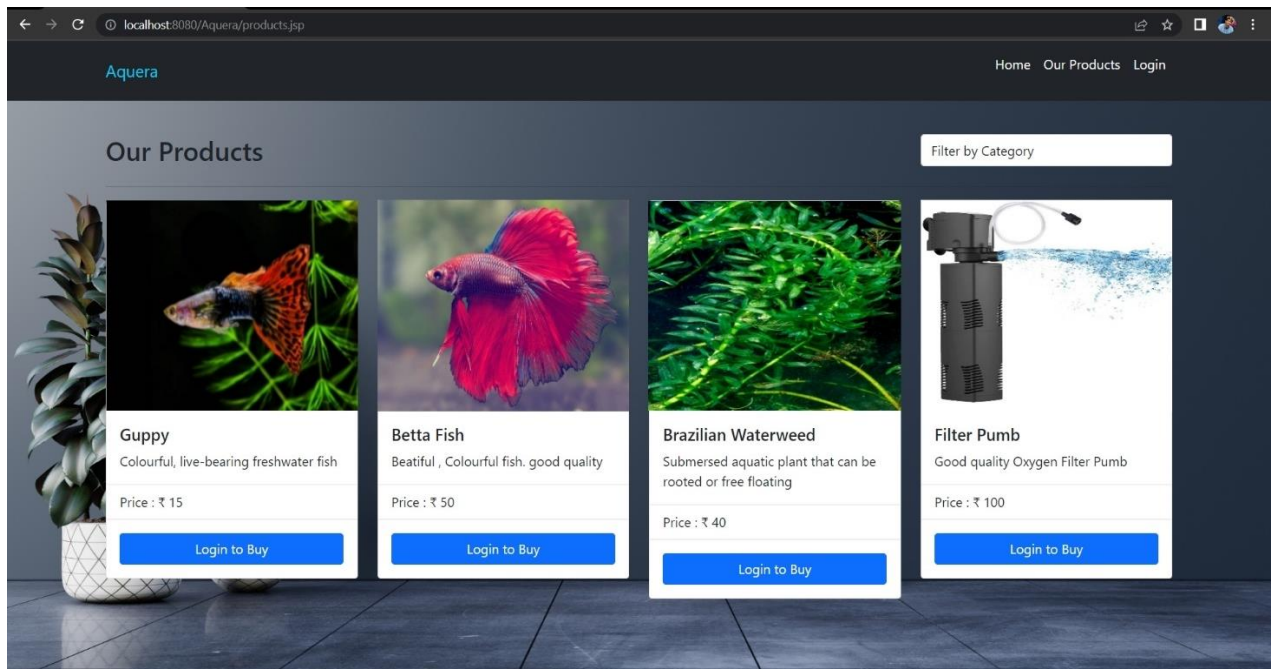 localhost:8080/Aquera/products.jsp
Aquera
Home Our Products Login
Our Products
Filter by Category
Guppy
Colourful, live-bearing freshwater fish
Price : ₹ 15
Login to Buy
Betta Fish
Beatiful , Colourful fish. good quality
Price : ₹ 50
Login to Buy
Brazilian Waterweed
Submersed aquatic plant that can be
rooted or free floating
Price : ₹ 40
Login to Buy
Filter Pumb
Good quality Oxygen Filter Pumb
Price : ₹ 100
Login to Buy